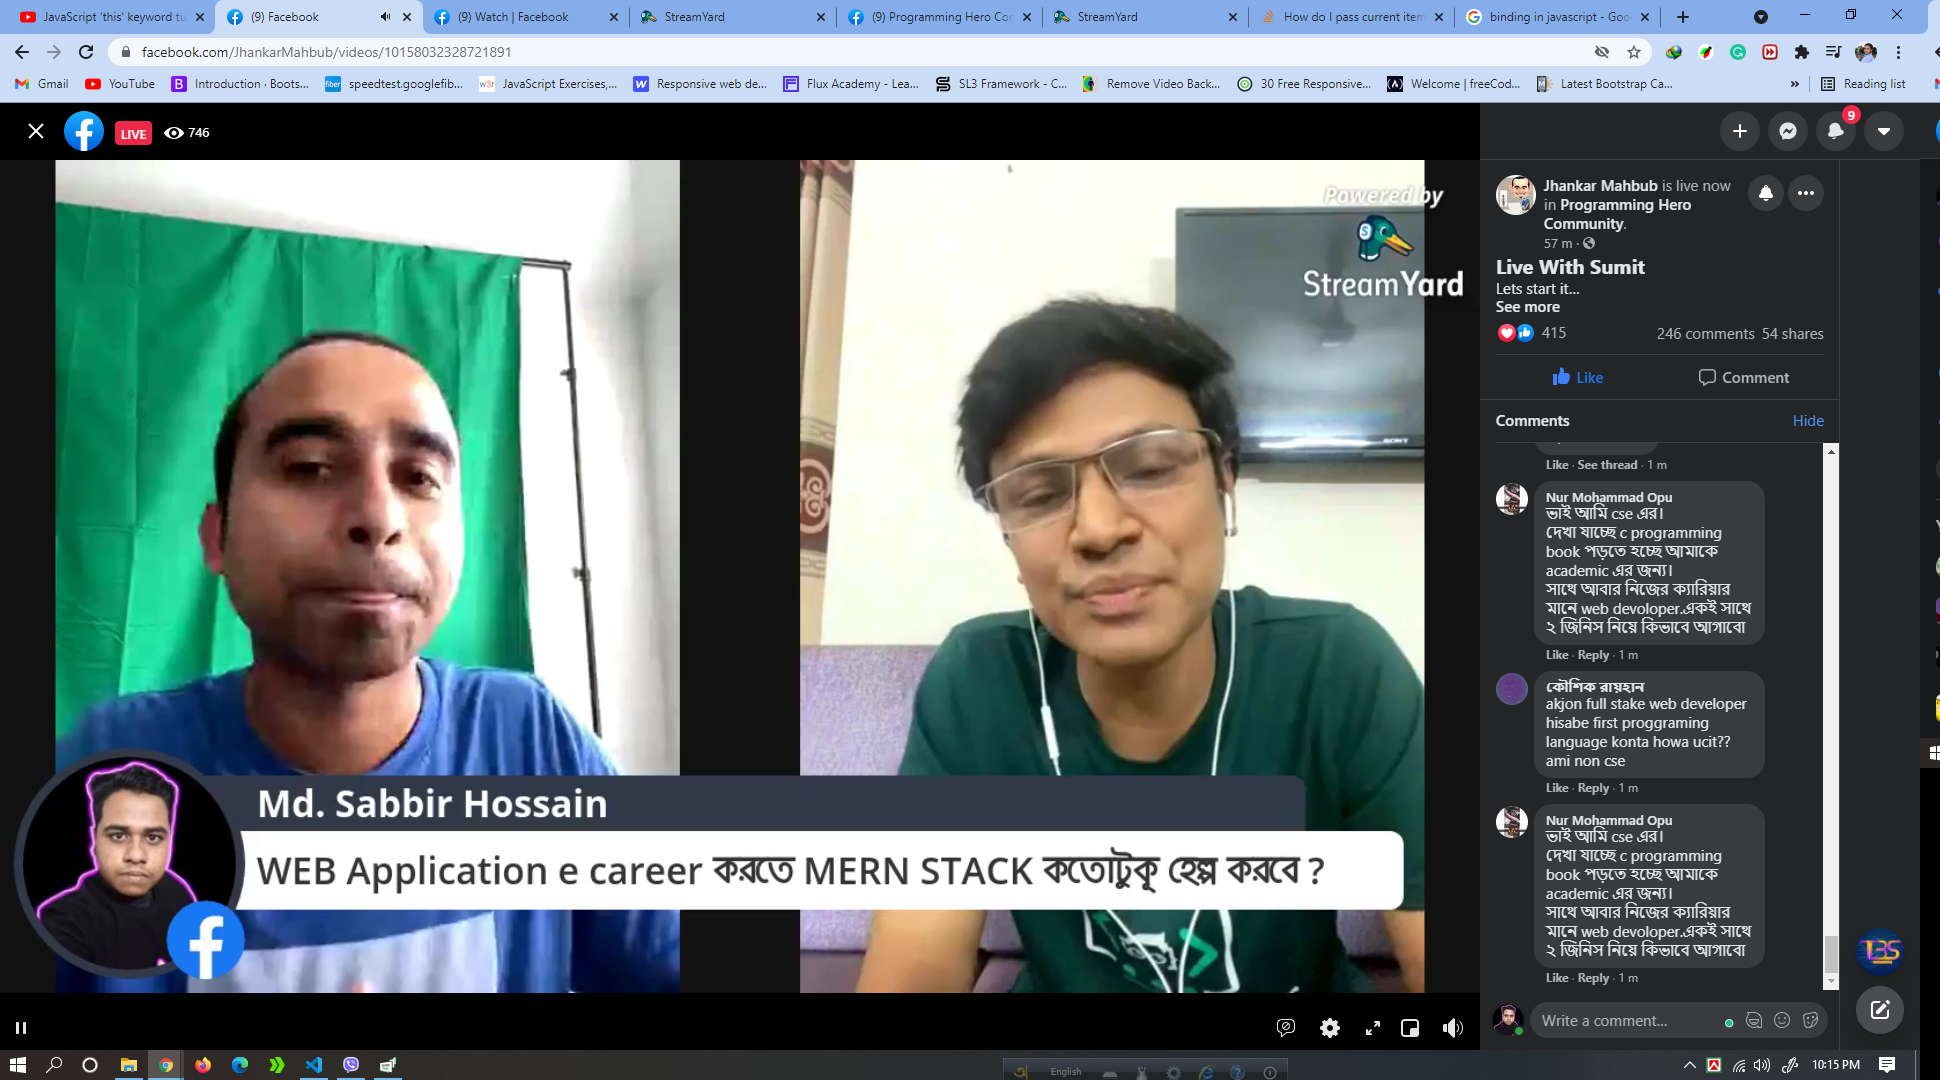 JavaScript 'this' keyword tu
(9) Facebook
(9) Watch | Facebook
StreamYard
(9) Programming Hero Co
StreamYard
How do I pass current item
binding in javascript - Goo
facebook.com/JhankarMahbub/videos/10158032328721891
Gmail
YouTube
Introduction · Boots...
fiber
speedtest.googlefib...
w3r
JavaScript Exercises,...
Responsive web de...
Flux Academy - Lea...
SL3 Framework - C...
Remove Video Back...
30 Free Responsive...
Welcome | freeCod...
Latest Bootstrap Ca...
»
Reading list
LIVE
746
9
Powered by
StreamYard
SONY
Md. Sabbir Hossain
WEB Application e career করতে MERN STACK কতোটুকূ হেল্প করবে ?
Jhankar Mahbub is live now
in Programming Hero
Community.
57 m ·
Live With Sumit
Lets start it...
See more
415
246 comments 54 shares
Like
Comment
Comments
Hide
Like · See thread · 1 m
Nur Mohammad Opu
ভাই আমি cse এর।
দেখা যাচ্ছে c programming
book পড়তে হচ্ছে আমাকে
academic এর জন্য।
সাথে আবার নিজের ক্যারিয়ার
মানে web devoloper.একই সাথে
২ জিনিস নিয়ে কিভাবে আগাবো
Like · Reply · 1 m
কৌশিক রায়হান
akjon full stake web developer
hisabe first proggraming
language konta howa ucit??
ami non cse
Like · Reply · 1 m
Nur Mohammad Opu
ভাই আমি cse এর।
দেখা যাচ্ছে c programming
book পড়তে হচ্ছে আমাকে
academic এর জন্য।
সাথে আবার নিজের ক্যারিয়ার
মানে web devoloper.একই সাথে
২ জিনিস নিয়ে কিভাবে আগাবো
Like · Reply · 1 m
Write a comment...
English
10:15 PM